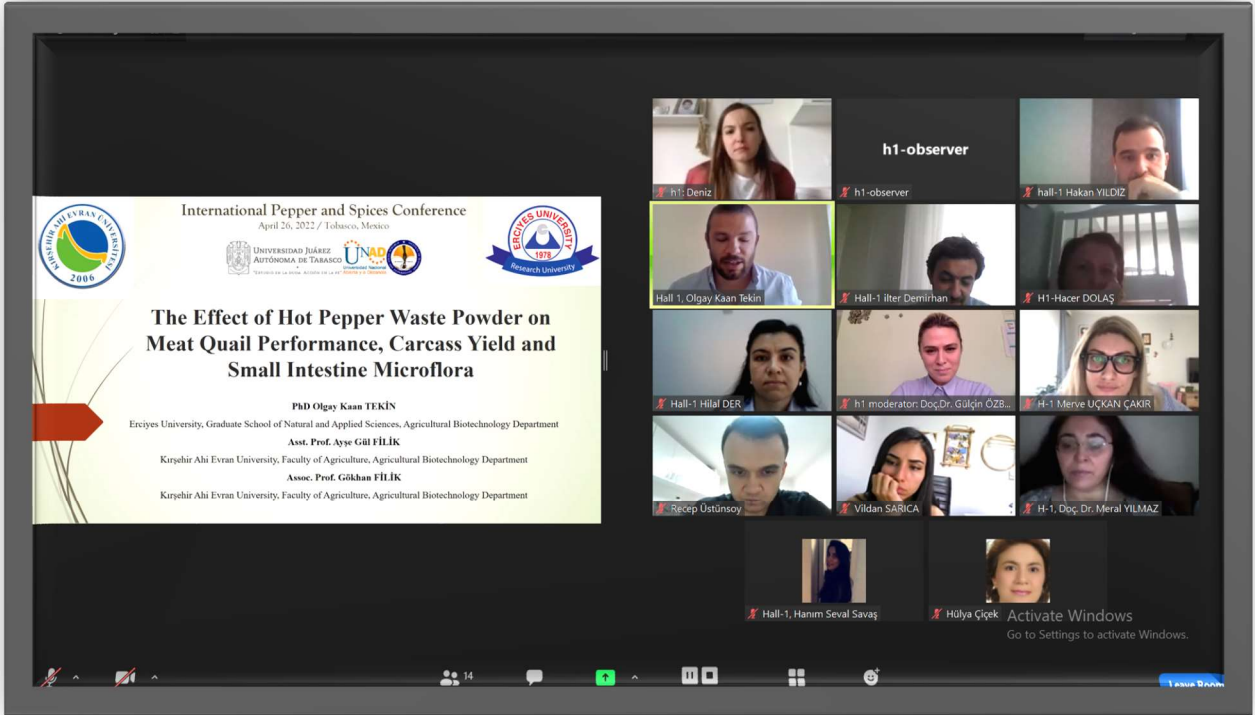 International Pepper and Spices Conference
April 26, 2022 / Tobasco, Mexico
KIRŞEHİR AHİ EVRAN ÜNİVERSİTESİ
2006
UNIVERSIDAD JUÁREZ
AUTÓNOMA DE TABASCO
UNAD
ERCIYES UNIVERSITY
1978
Research University
The Effect of Hot Pepper Waste Powder on
Meat Quail Performance, Carcass Yield and
Small Intestine Microflora
PhD Olgay Kaan TEKİN
Erciyes University, Graduate School of Natural and Applied Sciences, Agricultural Biotechnology Department
Asst. Prof. Ayşe Gül FİLİK
Kırşehir Ahi Evran University, Faculty of Agriculture, Agricultural Biotechnology Department
Assoc. Prof. Gökhan FİLİK
Kırşehir Ahi Evran University, Faculty of Agriculture, Agricultural Biotechnology Department
h1: Deniz
h1-observer
h1-observer
hall-1 Hakan YILDIZ
Hall 1, Olgay Kaan Tekin
Hall-1 ilter Demirhan
H1-Hacer DOLAŞ
Hall-1 Hilal DER
h1 moderator: Doç.Dr. Gülçin ÖZB...
H-1 Merve UÇKAN ÇAKIR
Recep Üstünsoy
Vildan SARICA
H-1, Doç. Dr. Meral YILMAZ
Hall-1, Hanım Seval Savaş
Hülya Çiçek
Activate Windows
Go to Settings to activate Windows.
14
Leave Room